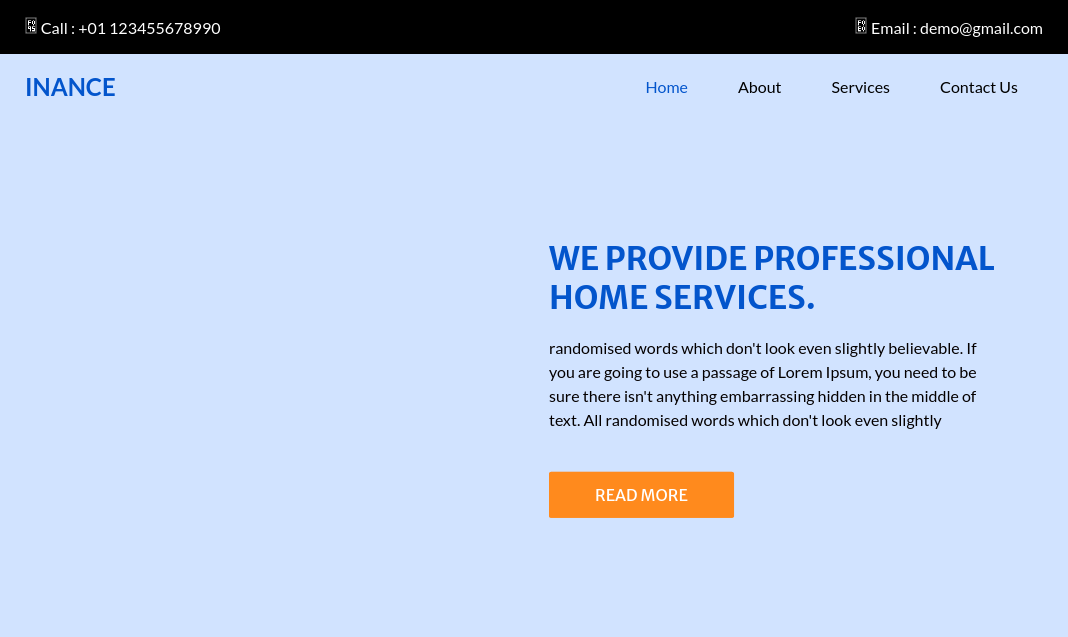 Call : +01 123455678990
Email : demo@gmail.com
INANCE
Home
About
Services
Contact Us
WE PROVIDE PROFESSIONAL
HOME SERVICES.
randomised words which don't look even slightly believable. If
you are going to use a passage of Lorem Ipsum, you need to be
sure there isn't anything embarrassing hidden in the middle of
text. All randomised words which don't look even slightly
READ MORE